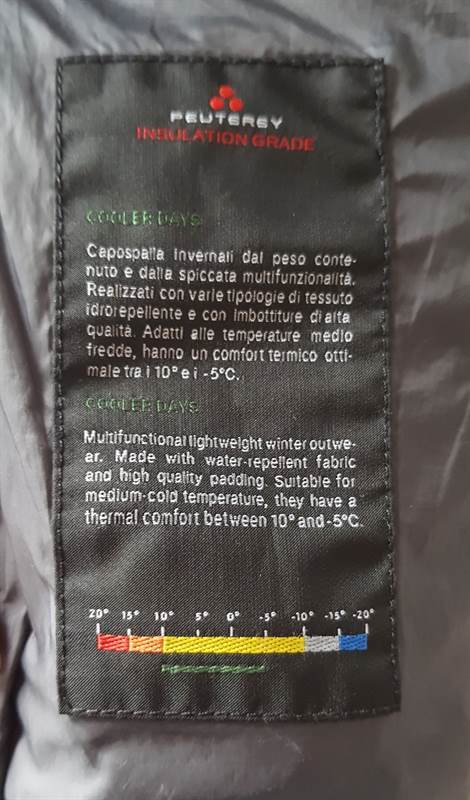 PEUTEREY
INSULATION GRADE
COOLER DAYS
Capospalla invernali dal peso conte-
nuto e dalla spiccata multifunzionalità.
Realizzati con varie tipologie di tessuto
idrorepellente e con imbottiture di alta
qualità. Adatti alle temperature medio
fredde, hanno un comfort termico otti-
male tra i 10° e i -5°C.
COOLER DAYS
Multifunctional lightweight winter outwe-
ar. Made with water-repellent fabric
and high quality padding. Suitable for
medium-cold temperature, they have a
thermal comfort between 10° and -5°C.
20° 15° 10° 5° 0° -5° -10° -15° -20°